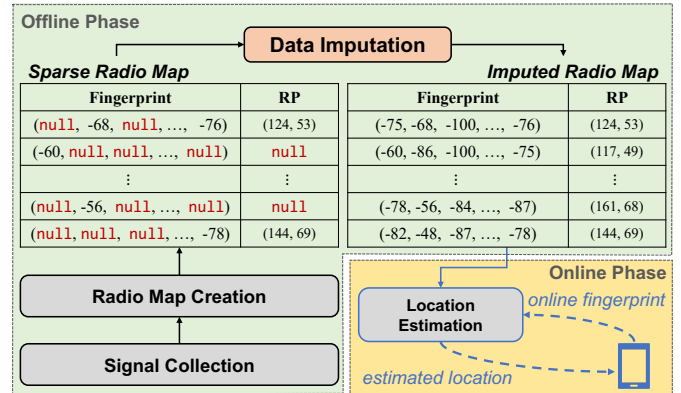 Offline Phase
Data Imputation
Sparse Radio Map
Imputed Radio Map
Fingerprint RP
(null, -68, null, …, -76) (124, 53)
(-60, null, null, …, null) null
⋮ ⋮
(null, -56, null, …, null) null
(null, null, null, …, -78) (144, 69)
Fingerprint RP
(-75, -68, -100, …, -76) (124, 53)
(-60, -86, -100, …, -75) (117, 49)
⋮ ⋮
(-78, -56, -84, …, -87) (161, 68)
(-82, -48, -87, …, -78) (144, 69)
Radio Map Creation
Signal Collection
Online Phase
Location
Estimation
online fingerprint
estimated location